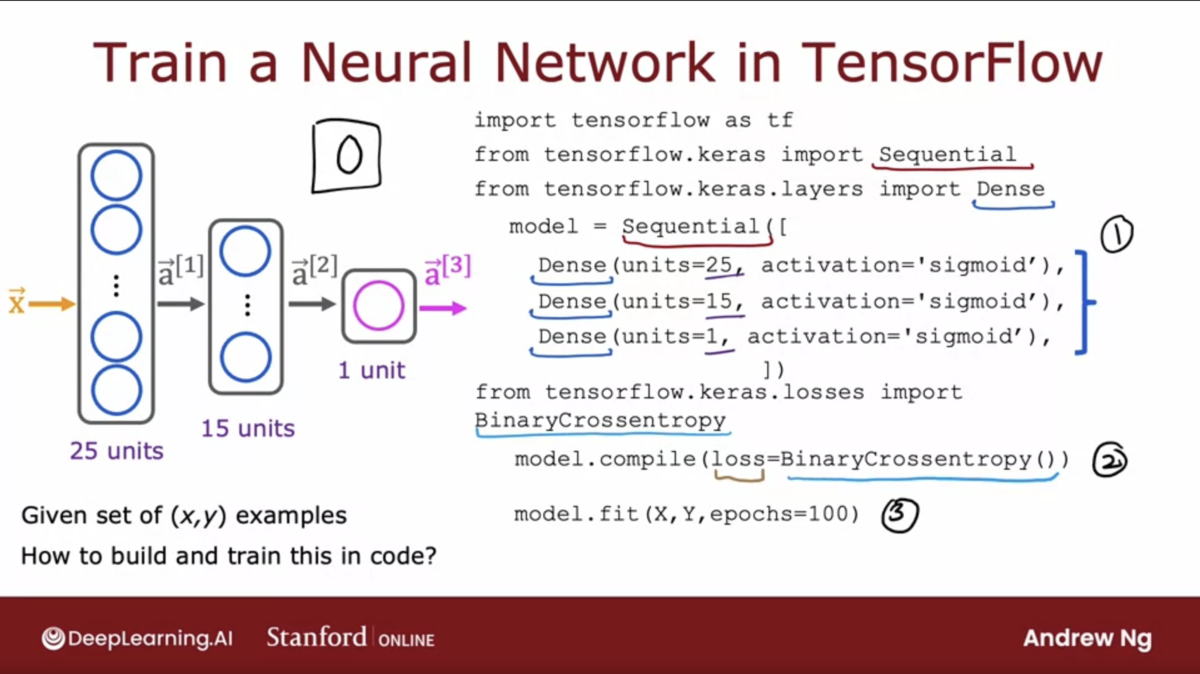 Train a Neural Network in TensorFlow
0
x⃗
a⃗[1]
a⃗[2]
a⃗[3]
25 units
15 units
1 unit
Given set of (x,y) examples
How to build and train this in code?
import tensorflow as tf
from tensorflow.keras import Sequential
from tensorflow.keras.layers import Dense
model = Sequential([
Dense(units=25, activation='sigmoid’),
Dense(units=15, activation='sigmoid’),
Dense(units=1, activation='sigmoid’),
])
1
from tensorflow.keras.losses import
BinaryCrossentropy
model.compile(loss=BinaryCrossentropy()) 2
model.fit(X,Y,epochs=100) 3
DeepLearning.AI Stanford ONLINE Andrew Ng